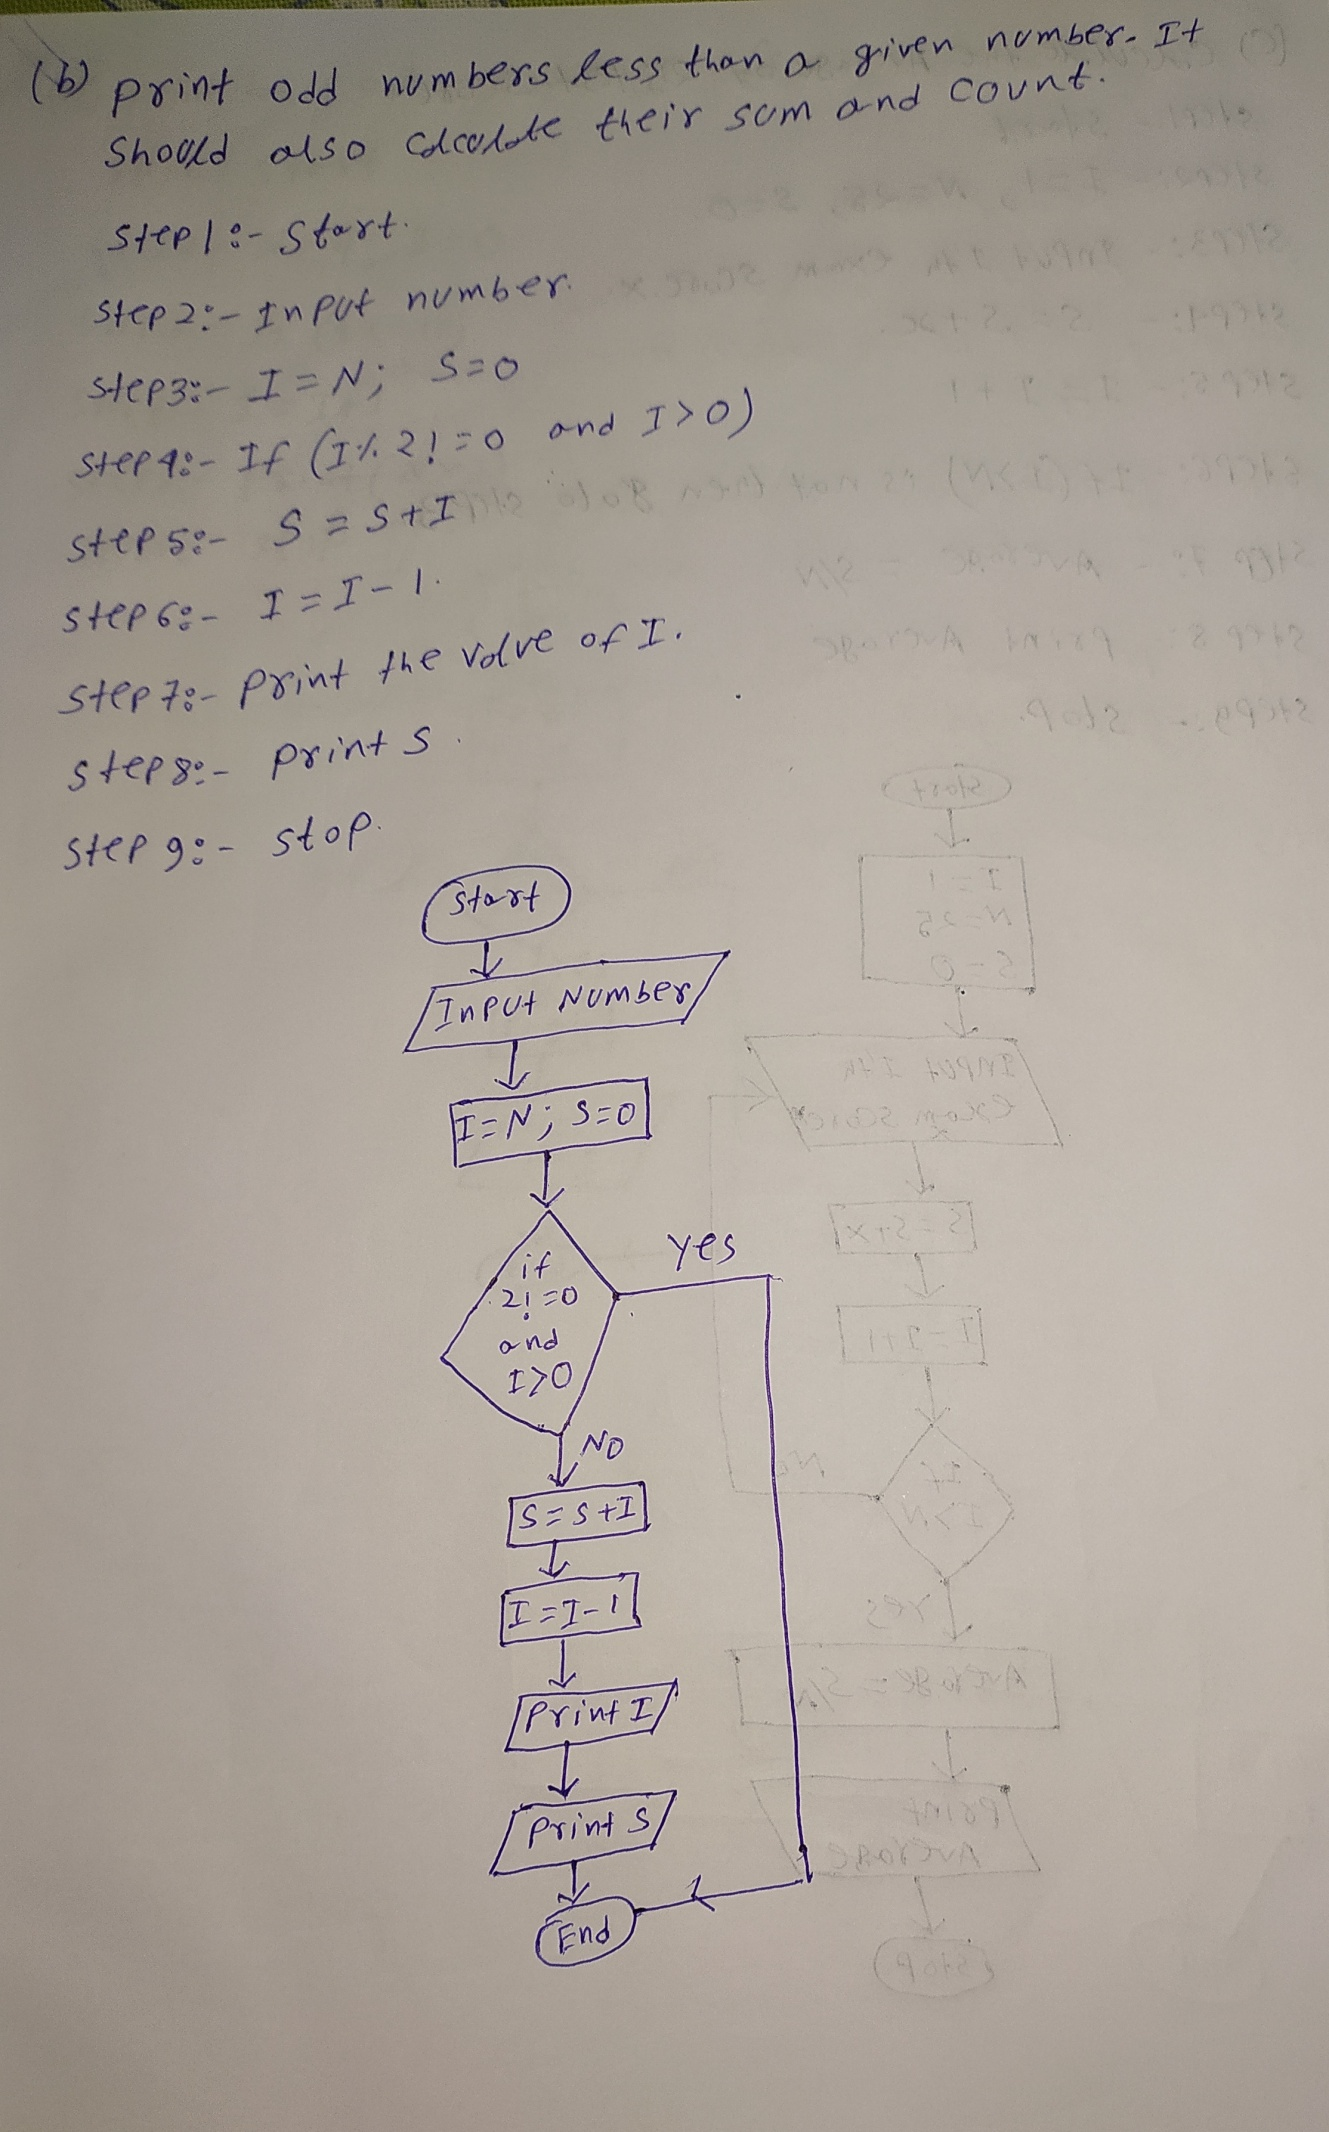 (b) print odd numbers less than a given number. It
should also calculate their sum and count.
Step 1:- Start.
Step 2:- Input number.
Step 3:- I = N; S=0
Step 4:- If (I % 2 != 0 and I > 0)
Step 5:- S = S+I
Step 6:- I = I-1.
Step 7:- print the value of I.
Step 8:- print S.
Step 9:- Stop.
Start
Input Number
I=N; S=0
if
2!=0
and
I>0
Yes
NO
S=S+I
I=I-1
Print I
Print S
End